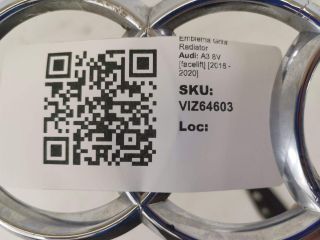 Emblema Grila
Radiator
Audi: A3 8V
[facelift] [2016 -
2020]
SKU:
VIZ64603
Loc: